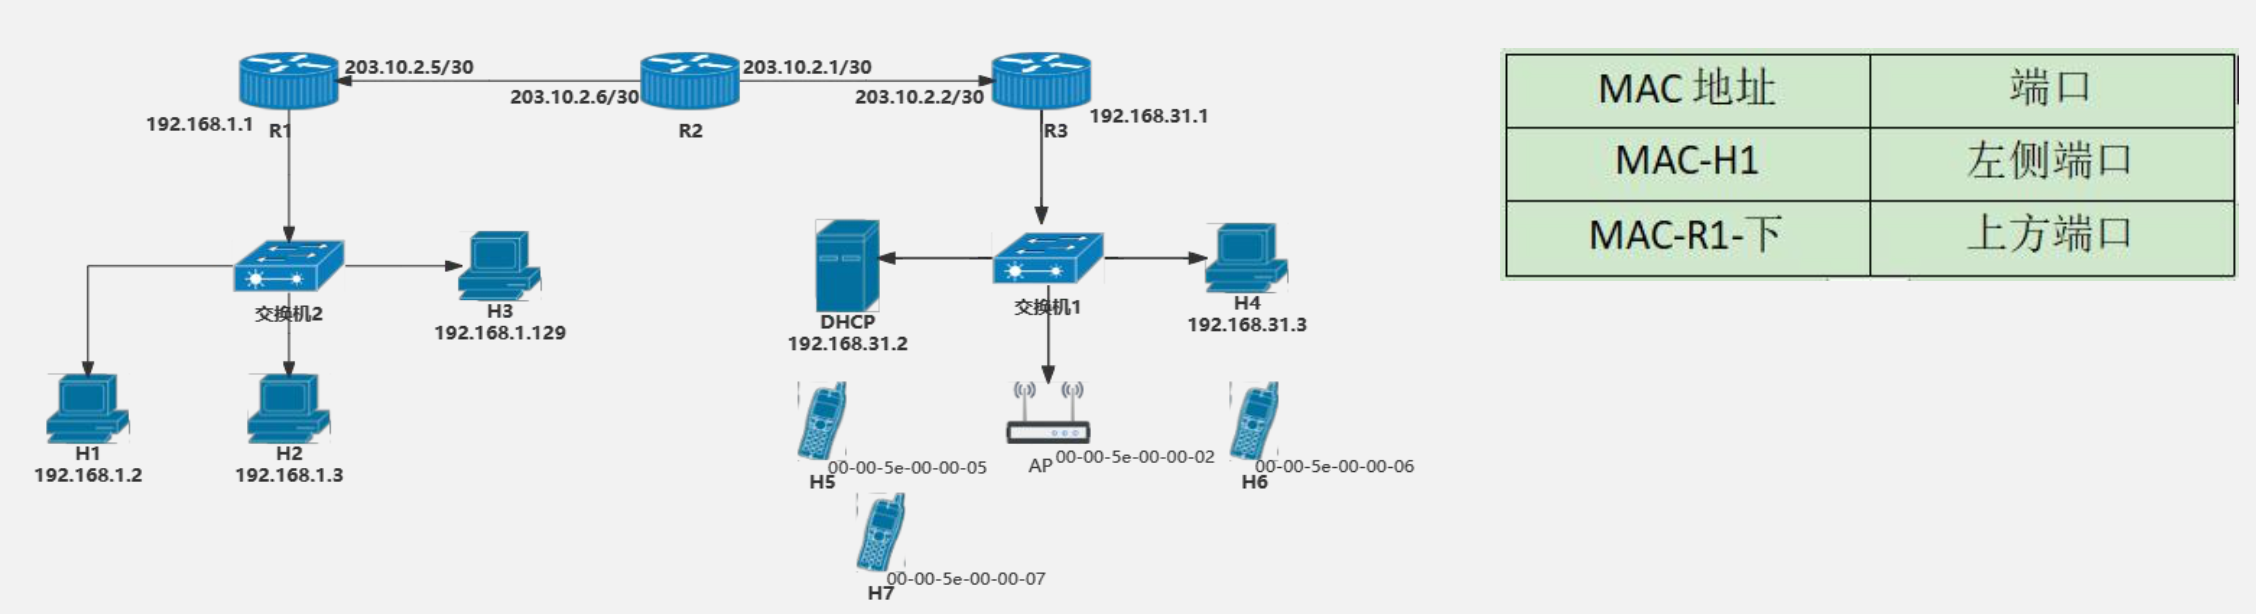 203.10.2.5/30
203.10.2.6/30
203.10.2.1/30
203.10.2.2/30
192.168.1.1
R1
R2
R3
192.168.31.1
交换机2
H3
192.168.1.129
DHCP
192.168.31.2
交换机1
H4
192.168.31.3
H1
192.168.1.2
H2
192.168.1.3
00-00-5e-00-00-05
H5
AP
00-00-5e-00-00-02
00-00-5e-00-00-06
H6
00-00-5e-00-00-07
H7
MAC 地址 端口
MAC-H1 左侧端口
MAC-R1-下 上方端口